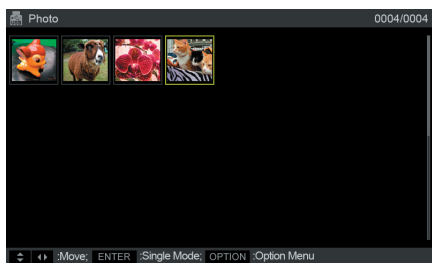 Photo 0004/0004
:Move; ENTER :Single Mode; OPTION :Option Menu